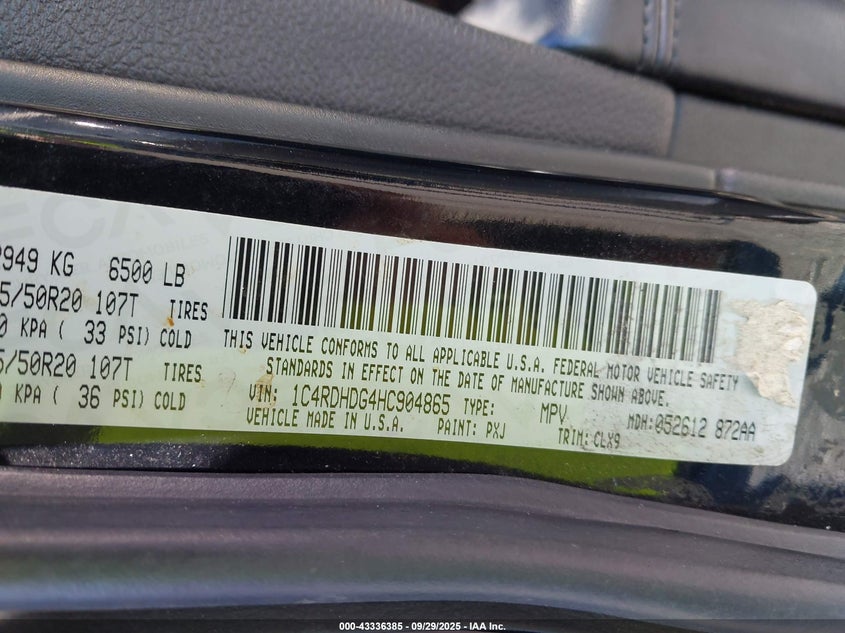 949 KG 6500 LB
5/50R20 107T TIRES
0 KPA ( 33 PSI) COLD
5/50R20 107T TIRES
KPA ( 36 PSI) COLD
THIS VEHICLE CONFORMS TO ALL APPLICABLE U.S.A. FEDERAL MOTOR VEHICLE SAFETY
STANDARDS IN EFFECT ON THE DATE OF MANUFACTURE SHOWN ABOVE.
VIN: 1C4RDHDG4HC904865 TYPE: MPV MDH: 052612 872AA
VEHICLE MADE IN U.S.A. PAINT: PXJ TRIM: CLX9
000-43336385 - 09/29/2025 - IAA Inc.